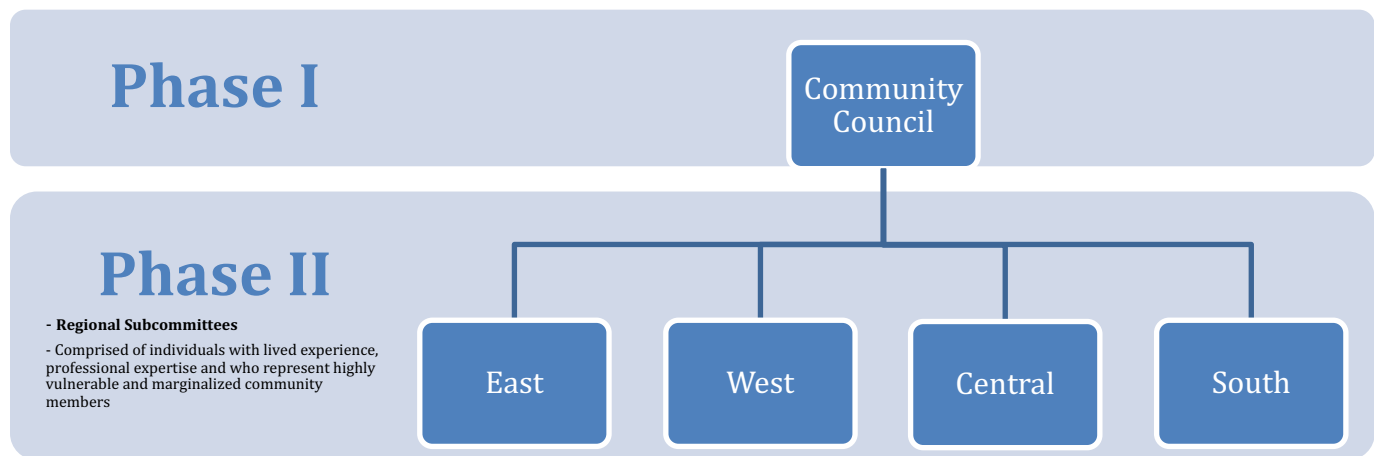 Phase I
Community
Council
Phase II
- Regional Subcommittees
- Comprised of individuals with lived experience,
professional expertise and who represent highly
vulnerable and marginalized community
members
East
West
Central
South